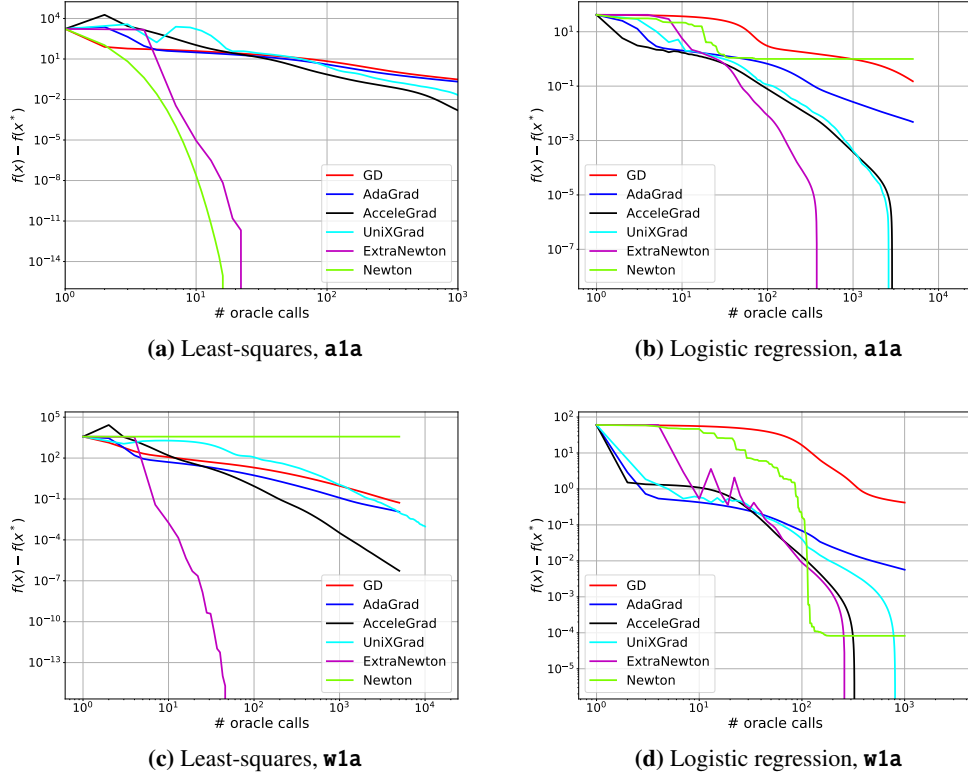 10^4
10^1
10^-2
10^-5
10^-8
10^-11
10^-14
f(x) − f(x*)
GD
AdaGrad
AcceleGrad
UniXGrad
ExtraNewton
Newton
10^0 10^1 10^2 10^3
# oracle calls
(a) Least-squares, a1a
10^1
10^-1
10^-3
10^-5
10^-7
f(x) − f(x*)
GD
AdaGrad
AcceleGrad
UniXGrad
ExtraNewton
Newton
10^0 10^1 10^2 10^3 10^4
# oracle calls
(b) Logistic regression, a1a
10^5
10^2
10^-1
10^-4
10^-7
10^-10
10^-13
f(x) − f(x*)
GD
AdaGrad
AcceleGrad
UniXGrad
ExtraNewton
Newton
10^0 10^1 10^2 10^3 10^4
# oracle calls
(c) Least-squares, w1a
10^2
10^1
10^0
10^-1
10^-2
10^-3
10^-4
10^-5
f(x) − f(x*)
GD
AdaGrad
AcceleGrad
UniXGrad
ExtraNewton
Newton
10^0 10^1 10^2 10^3
# oracle calls
(d) Logistic regression, w1a